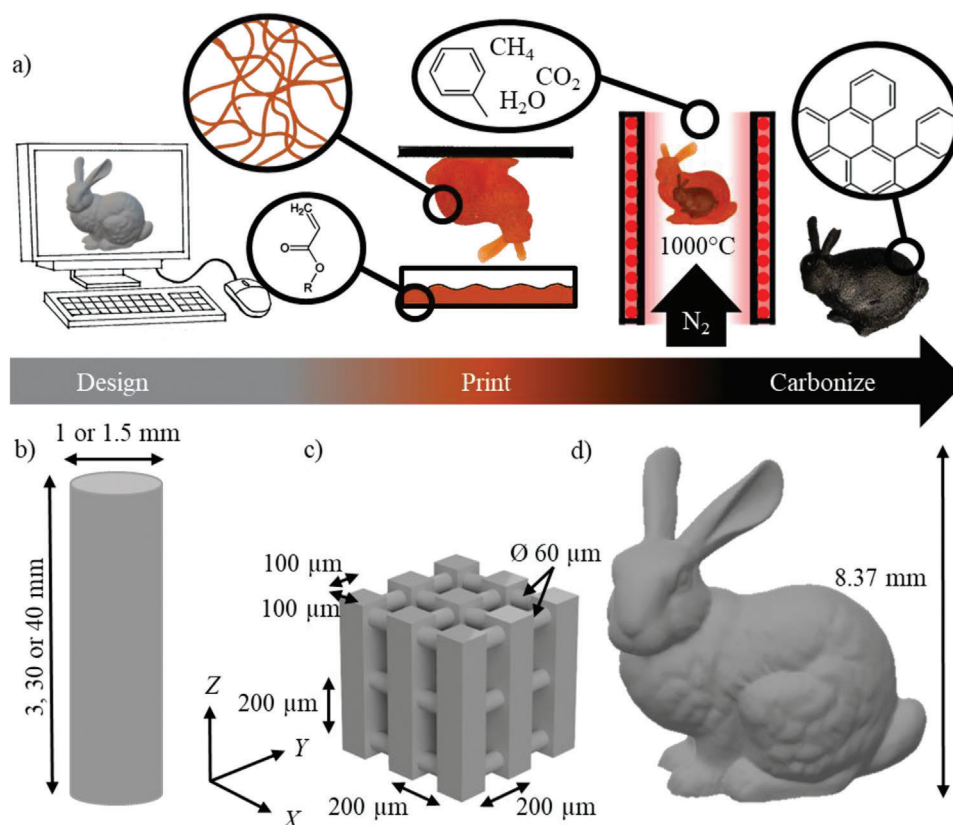 a)
CH₄
CO₂
H₂O
H₂C
O
O
R
1000°C
N₂
Design
Print
Carbonize
b)
1 or 1.5 mm
3, 30 or 40 mm
c)
100 µm
100 µm
Ø 60 µm
200 µm
200 µm
200 µm
Z
Y
X
d)
8.37 mm